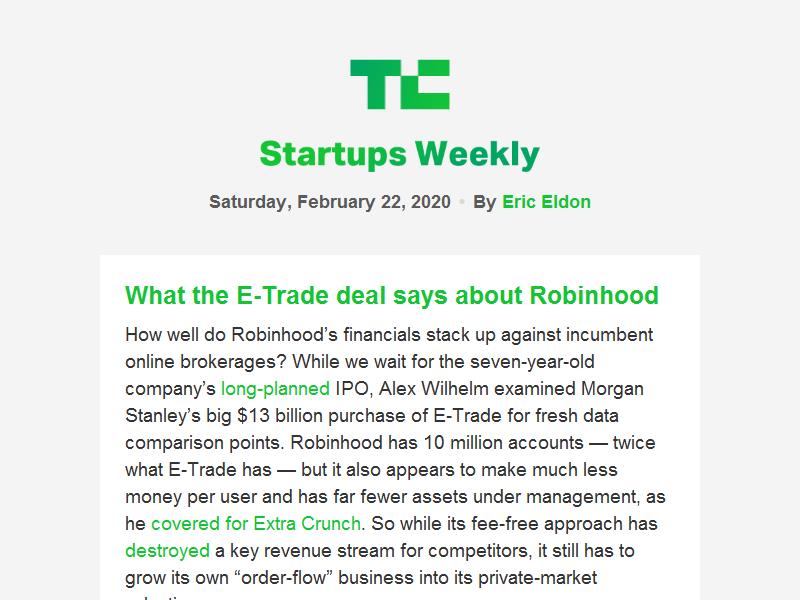 TC
Startups Weekly
Saturday, February 22, 2020 • By Eric Eldon
What the E-Trade deal says about Robinhood
How well do Robinhood’s financials stack up against incumbent
online brokerages? While we wait for the seven-year-old
company’s long-planned IPO, Alex Wilhelm examined Morgan
Stanley’s big $13 billion purchase of E-Trade for fresh data
comparison points. Robinhood has 10 million accounts — twice
what E-Trade has — but it also appears to make much less
money per user and has far fewer assets under management, as
he covered for Extra Crunch. So while its fee-free approach has
destroyed a key revenue stream for competitors, it still has to
grow its own “order-flow” business into its private-market